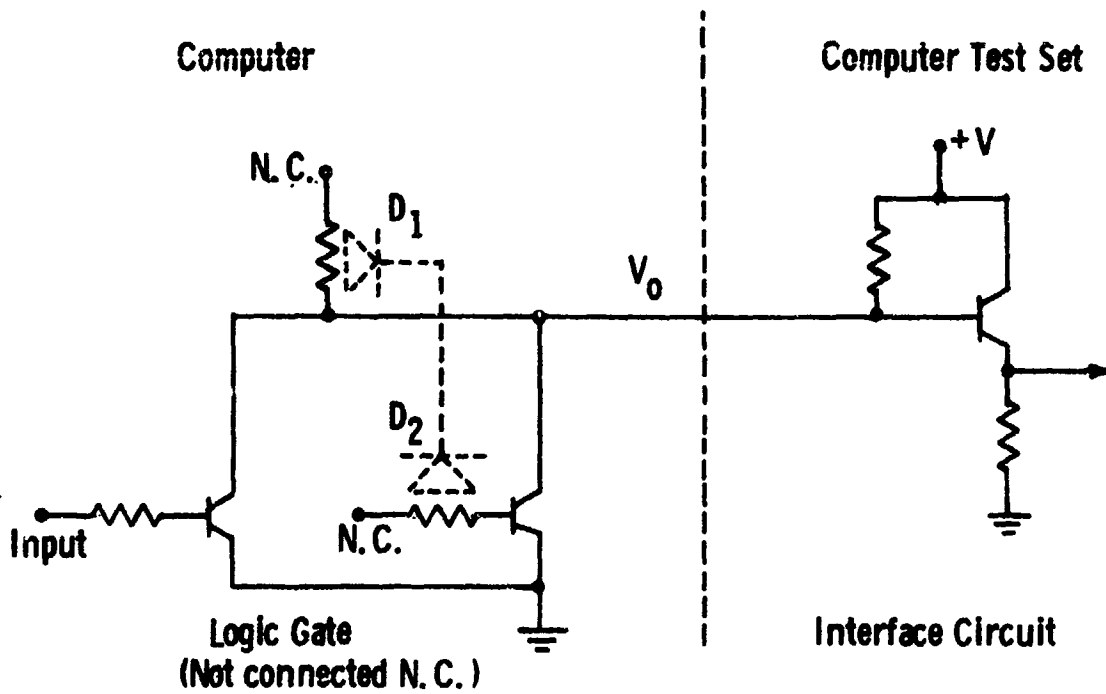 Computer
Computer Test Set
+V
N.C.
D1
V0
D2
Input
N.C.
Logic Gate
(Not connected N.C.)
Interface Circuit